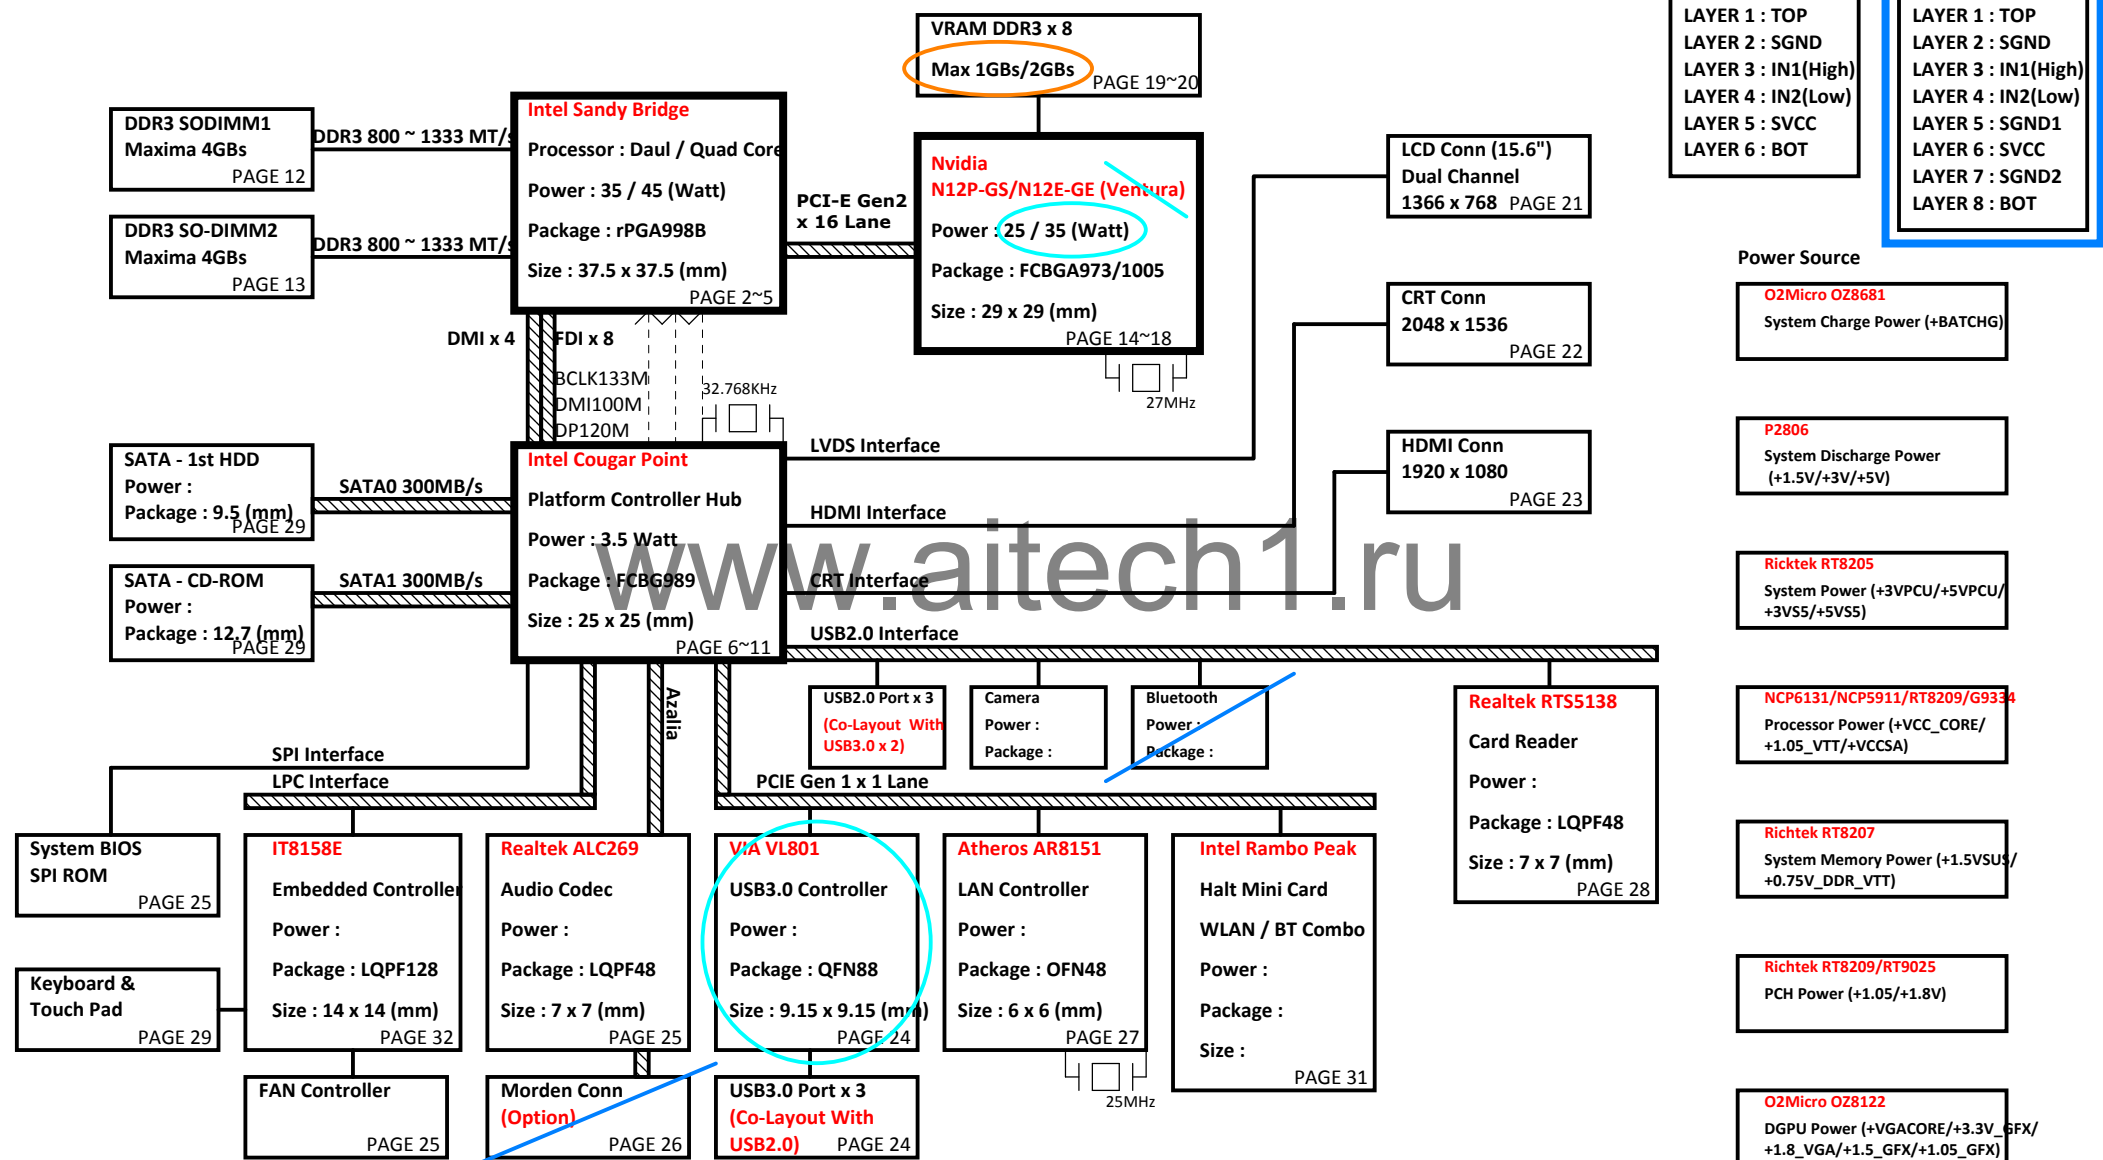 VRAM DDR3 x 8
Max 1GBs/2GBs
PAGE 19~20
LAYER 1 : TOP
LAYER 2 : SGND
LAYER 3 : IN1(High)
LAYER 4 : IN2(Low)
LAYER 5 : SVCC
LAYER 6 : BOT
LAYER 1 : TOP
LAYER 2 : SGND
LAYER 3 : IN1(High)
LAYER 4 : IN2(Low)
LAYER 5 : SGND1
LAYER 6 : SVCC
LAYER 7 : SGND2
LAYER 8 : BOT
DDR3 SODIMM1
Maxima 4GBs
PAGE 12
DDR3 800 ~ 1333 MT/s
DDR3 SO-DIMM2
Maxima 4GBs
PAGE 13
DDR3 800 ~ 1333 MT/s
Intel Sandy Bridge
Processor : Daul / Quad Core
Power : 35 / 45 (Watt)
Package : rPGA998B
Size : 37.5 x 37.5 (mm)
PAGE 2~5
PCI-E Gen2
x 16 Lane
Nvidia
N12P-GS/N12E-GE (Ventura)
Power : 25 / 35 (Watt)
Package : FCBGA973/1005
Size : 29 x 29 (mm)
PAGE 14~18
27MHz
LCD Conn (15.6")
Dual Channel
1366 x 768 PAGE 21
CRT Conn
2048 x 1536
PAGE 22
HDMI Conn
1920 x 1080
PAGE 23
DMI x 4
FDI x 8
BCLK133M
DMI100M
DP120M
32.768KHz
SATA - 1st HDD
Power :
Package : 9.5 (mm)
PAGE 29
SATA0 300MB/s
SATA - CD-ROM
Power :
Package : 12.7 (mm)
PAGE 29
SATA1 300MB/s
Intel Cougar Point
Platform Controller Hub
Power : 3.5 Watt
Package : FCBG989
Size : 25 x 25 (mm)
PAGE 6~11
LVDS Interface
HDMI Interface
CRT Interface
USB2.0 Interface
www.aitech1.ru
Azalia
SPI Interface
LPC Interface
PCIE Gen 1 x 1 Lane
USB2.0 Port x 3
(Co-Layout With
USB3.0 x 2)
Camera
Power :
Package :
Bluetooth
Power :
Package :
Realtek RTS5138
Card Reader
Power :
Package : LQPF48
Size : 7 x 7 (mm)
PAGE 28
System BIOS
SPI ROM
PAGE 25
Keyboard &
Touch Pad
PAGE 29
IT8158E
Embedded Controller
Power :
Package : LQPF128
Size : 14 x 14 (mm)
PAGE 32
FAN Controller
PAGE 25
Realtek ALC269
Audio Codec
Power :
Package : LQPF48
Size : 7 x 7 (mm)
PAGE 25
Morden Conn
(Option)
PAGE 26
VIA VL801
USB3.0 Controller
Power :
Package : QFN88
Size : 9.15 x 9.15 (mm)
PAGE 24
USB3.0 Port x 3
(Co-Layout With
USB2.0) PAGE 24
Atheros AR8151
LAN Controller
Power :
Package : OFN48
Size : 6 x 6 (mm)
PAGE 27
25MHz
Intel Rambo Peak
Halt Mini Card
WLAN / BT Combo
Power :
Package :
Size :
PAGE 31
Power Source
O2Micro OZ8681
System Charge Power (+BATCHG)
P2806
System Discharge Power
(+1.5V/+3V/+5V)
Ricktek RT8205
System Power (+3VPCU/+5VPCU/
+3VS5/+5VS5)
NCP6131/NCP5911/RT8209/G9334
Processor Power (+VCC_CORE/
+1.05_VTT/+VCCSA)
Richtek RT8207
System Memory Power (+1.5VSUS/
+0.75V_DDR_VTT)
Richtek RT8209/RT9025
PCH Power (+1.05/+1.8V)
O2Micro OZ8122
DGPU Power (+VGACORE/+3.3V_GFX/
+1.8_VGA/+1.5_GFX/+1.05_GFX)